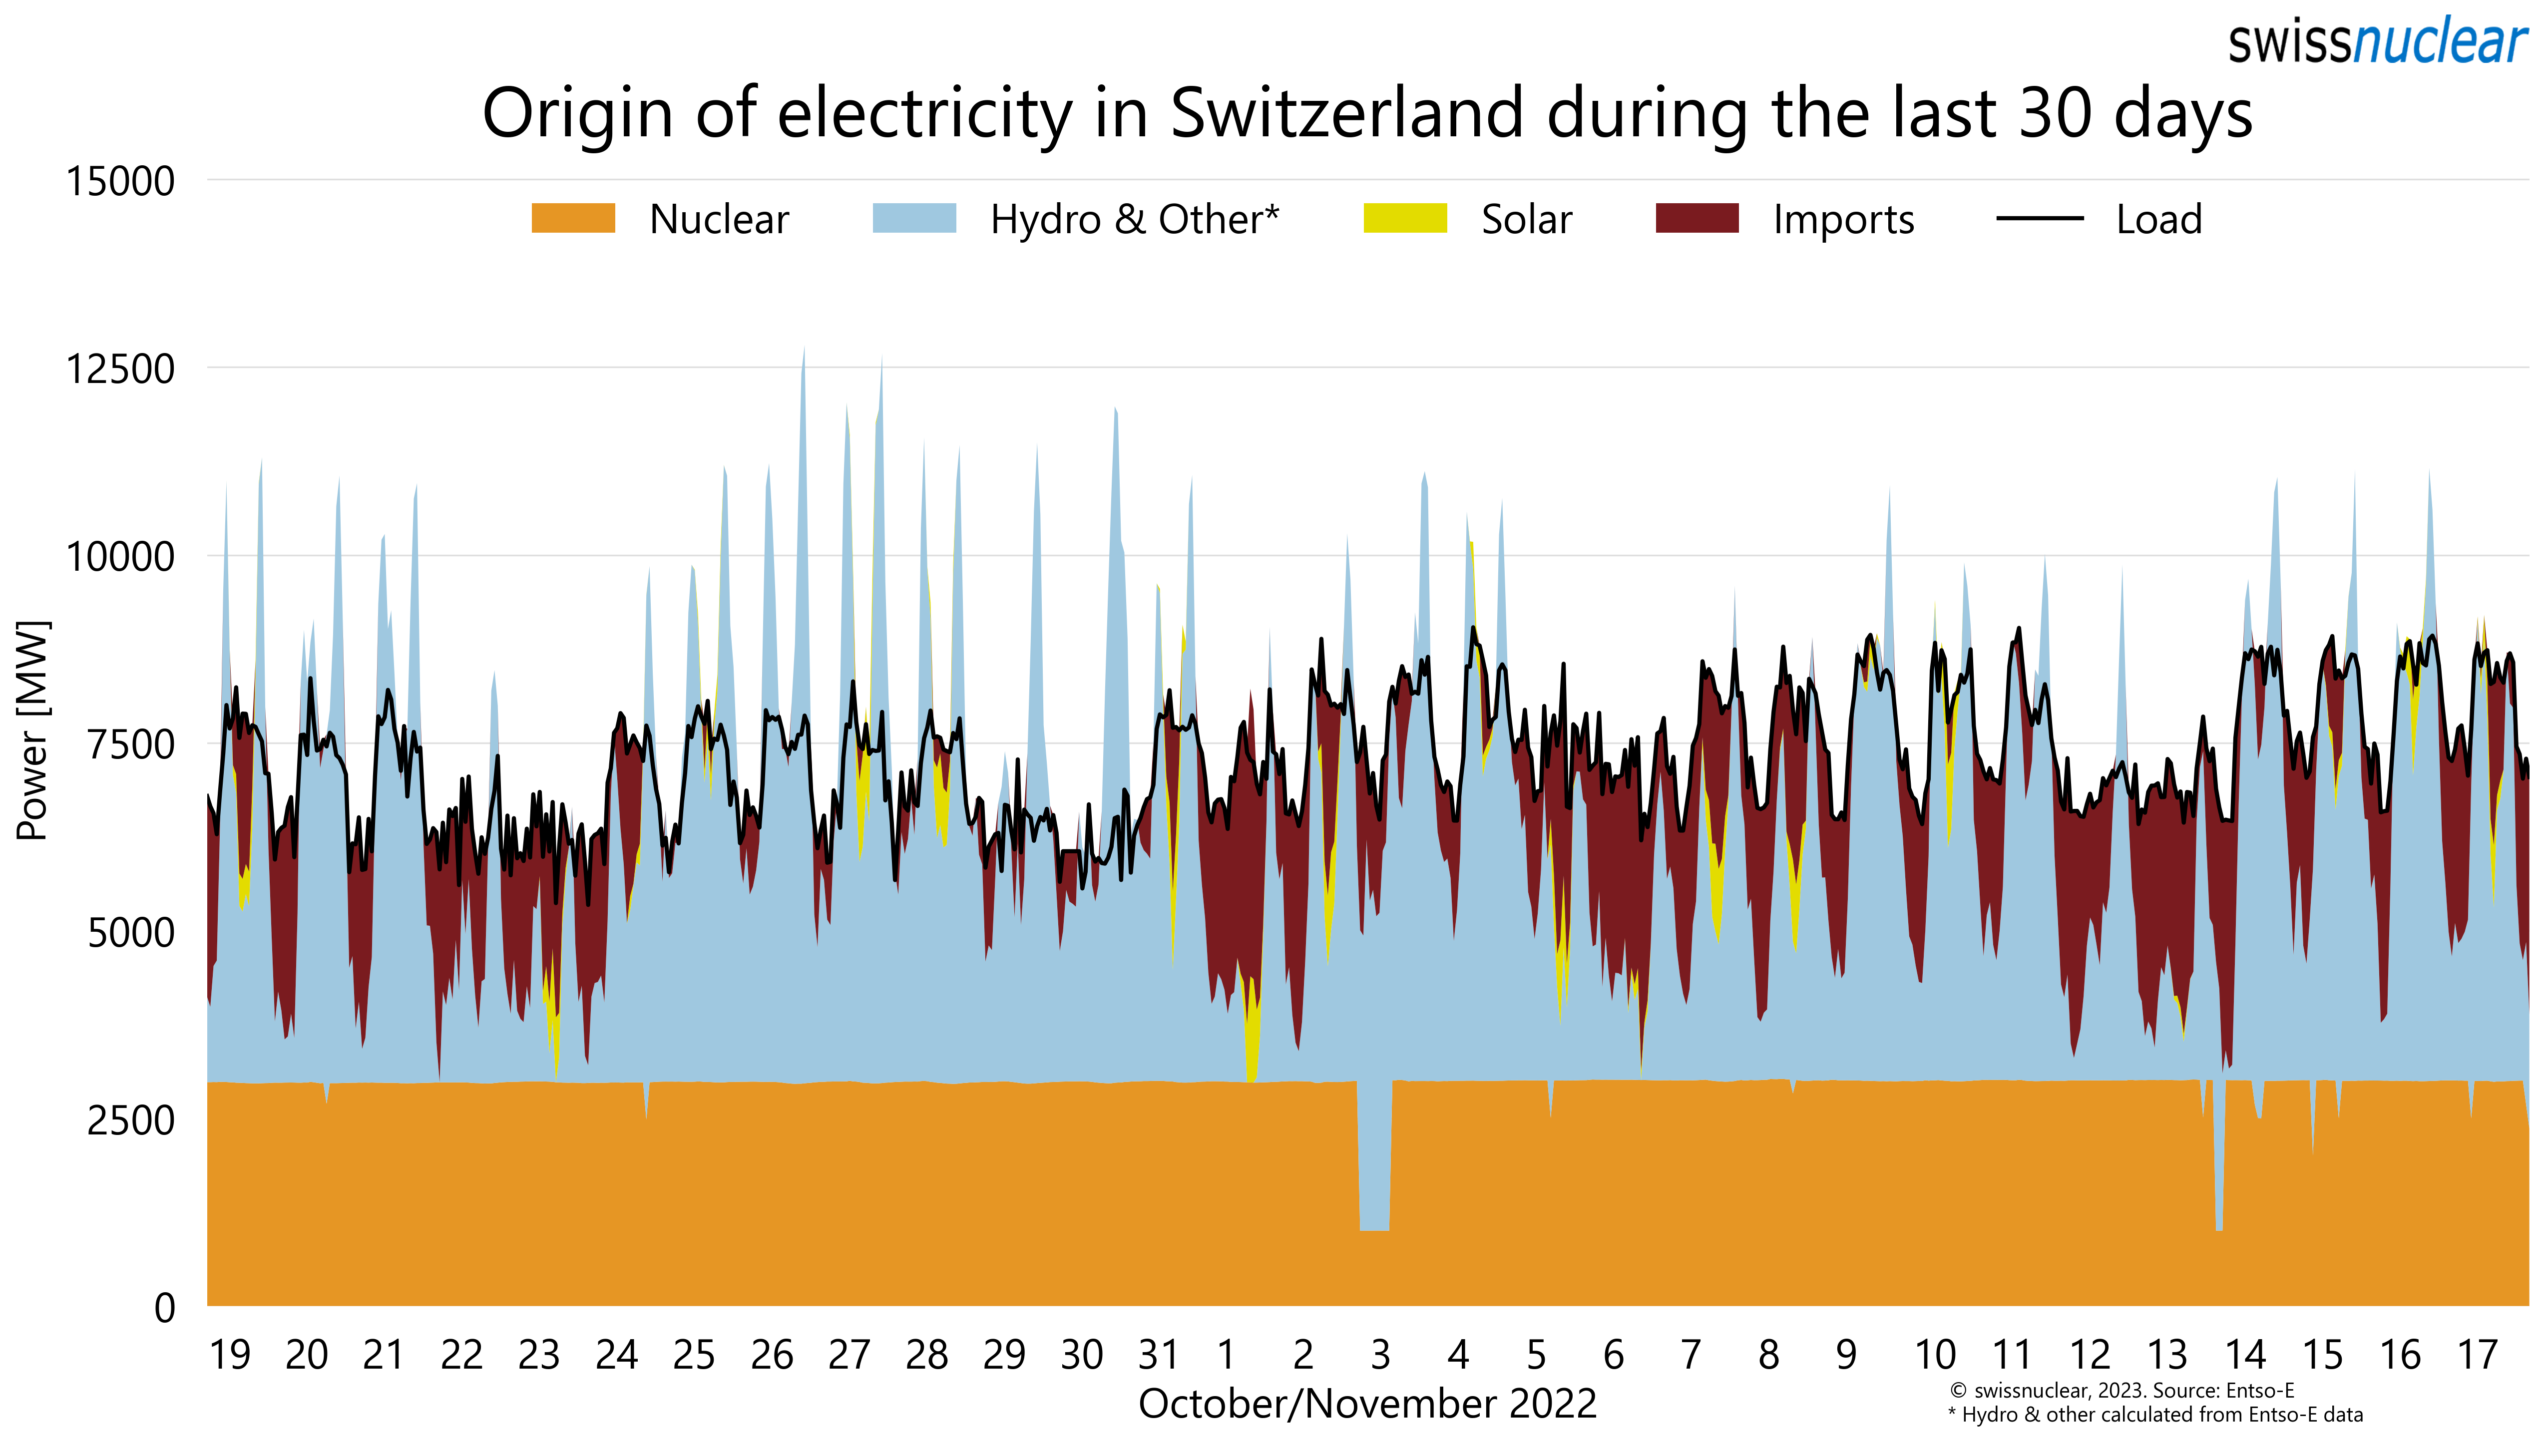 swissnuclear
Origin of electricity in Switzerland during the last 30 days
15000
Nuclear Hydro & Other* Solar Imports Load
12500
10000
7500
5000
2500
0
Power [MW]
19 20 21 22 23 24 25 26 27 28 29 30 31 1 2 3 4 5 6 7 8 9 10 11 12 13 14 15 16 17
October/November 2022
© swissnuclear, 2023. Source: Entso-E
* Hydro & other calculated from Entso-E data